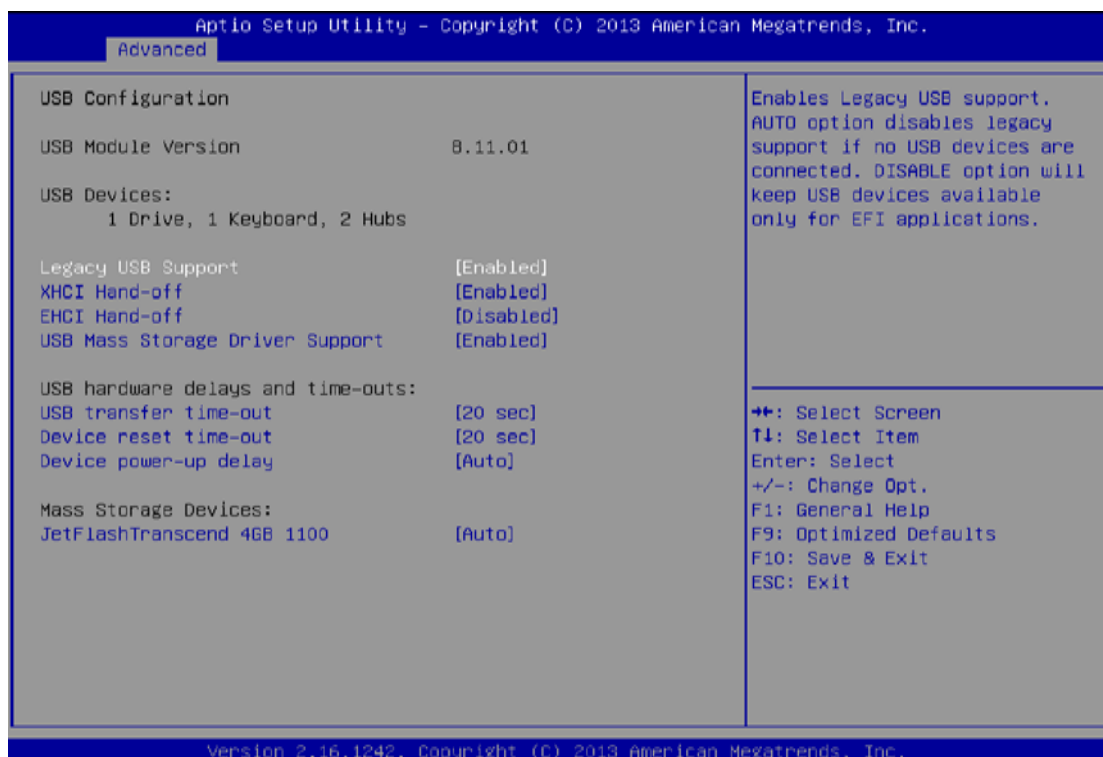 Aptio Setup Utility – Copyright (C) 2013 American Megatrends, Inc.
Advanced
USB Configuration
USB Module Version 8.11.01
USB Devices:
1 Drive, 1 Keyboard, 2 Hubs
Legacy USB Support [Enabled]
XHCI Hand-off [Enabled]
EHCI Hand-off [Disabled]
USB Mass Storage Driver Support [Enabled]
USB hardware delays and time-outs:
USB transfer time-out [20 sec]
Device reset time-out [20 sec]
Device power-up delay [Auto]
Mass Storage Devices:
JetFlashTranscend 4GB 1100 [Auto]
Enables Legacy USB support.
AUTO option disables legacy
support if no USB devices are
connected. DISABLE option will
keep USB devices available
only for EFI applications.
→←: Select Screen
↑↓: Select Item
Enter: Select
+/-: Change Opt.
F1: General Help
F9: Optimized Defaults
F10: Save & Exit
ESC: Exit
Version 2.16.1242. Copyright (C) 2013 American Megatrends, Inc.